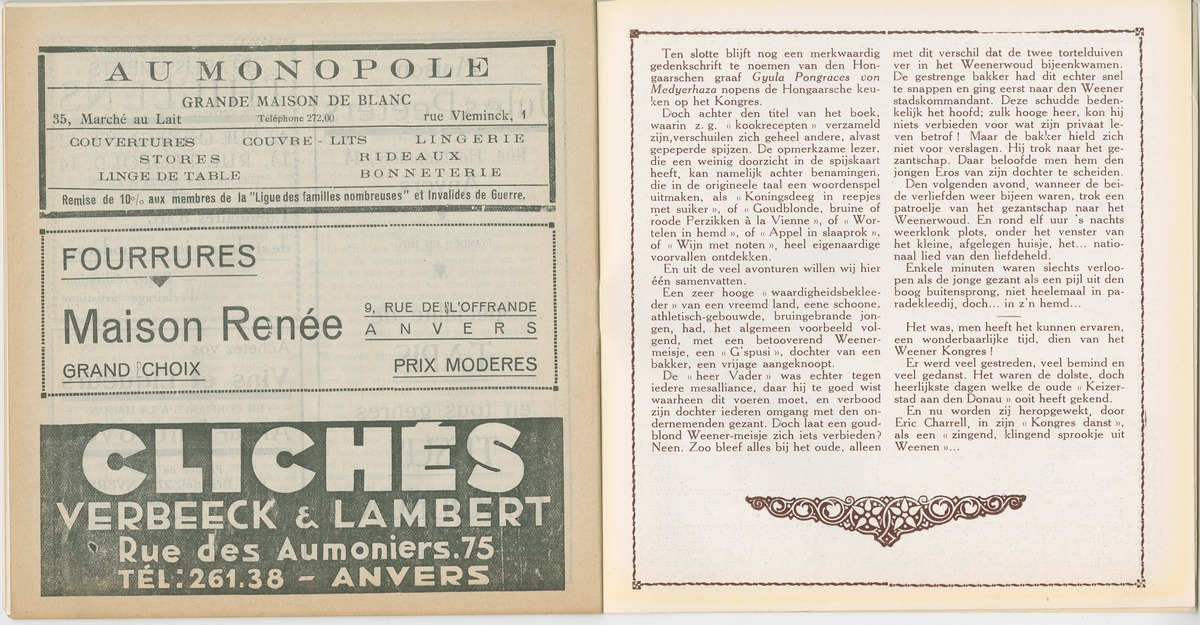 AU MONOPOLE
GRANDE MAISON DE BLANC
35, Marché au Lait Téléphone 272,00 rue Vleminck, 1
COUVERTURES COUVRE-LITS LINGERIE
STORES RIDEAUX
LINGE DE TABLE BONNETERIE
Remise de 10% aux membres de la "Ligue des familles nombreuses" et Invalides de Guerre.
FOURRURES
Maison Renée
9, RUE DE L'OFFRANDE
ANVERS
GRAND CHOIX PRIX MODERES
CLICHÉS
VERBEECK & LAMBERT
Rue des Aumoniers.75
TÉL:261.38 - ANVERS
Ten slotte blijft nog een merkwaardig
gedenkschrift te noemen van den Hon-
gaarschen graaf Gyula Pongraces von
Medyerhaza nopens de Hongaarsche keu-
ken op het Kongres.
Doch achter den titel van het boek,
waarin z. g. « kookrecepten » verzameld
zijn,verschuilen zich geheel andere, alvast
gepeperde spijzen. De opmerkzame lezer,
die een weinig doorzicht in de spijskaart
heeft, kan namelijk achter benamingen,
die in de origineele taal een woordenspel
uitmaken, als « Koningsdeeg in reepjes
met suiker », of « Goudblonde, bruine of
roode Perzikken à la Vienne », of « Wor-
telen in hemd », of « Appel in slaaprok »,
of « Wijn met noten », heel eigenaardige
voorvallen ontdekken.
En uit de veel avonturen willen wij hier
één samenvatten.
Een zeer hooge « waardigheidsbeklee-
der » van een vreemd land, eene schoone,
athletisch-gebouwde, bruingebrande jon-
gen, had, het algemeen voorbeeld vol-
gend, met een betooverend Weener-
meisje, een « G'spusi », dochter van een
bakker, een vrijage aangeknoopt.
De « heer Vader » was echter tegen
iedere mesalliance, daar hij te goed wist
waarheen dit voeren moet, en verbood
zijn dochter iederen omgang met den on-
dernemenden gezant. Doch laat een goud-
blond Weener-meisje zich iets verbieden?
Neen. Zoo bleef alles bij het oude, alleen
met dit verschil dat de twee tortelduiven
ver in het Weenerwoud bijeenkwamen.
De gestrenge bakker had dit echter snel
te snappen en ging eerst naar den Weener
stadskommandant. Deze schudde beden-
kelijk het hoofd; zulk hooge heer, kon hij
niets verbieden voor wat zijn privaat le-
ven betrof ! Maar de bakker hield zich
niet voor verslagen. Hij trok naar het ge-
zantschap. Daar beloofde men hem den
jongen Eros van zijn dochter te scheiden.
Den volgenden avond, wanneer de bei-
de verliefden weer bijeen waren, trok een
patroelje van het gezantschap naar het
Weenerwoud. En rond elf uur 's nachts
weerklonk plots, onder het venster van
het kleine, afgelegen huisje, het... natio-
naal lied van den liefdeheld.
Enkele minuten waren slechts verloo-
pen als de jonge gezant als een pijl uit den
boog buitensprong, niet heelemaal in pa-
radekleedij, doch... in z'n hemd...
Het was, men heeft het kunnen ervaren,
een wonderbaarlijke tijd, dien van het
Weener Kongres !
Er werd veel gestreden, veel bemind en
veel gedanst. Het waren de dolste, doch
heerlijkste dagen welke de oude « Keizer-
stad aan den Donau » ooit heeft gekend.
En nu worden zij heropgewekt, door
Eric Charrell, in zijn « Kongres danst »,
als een « zingend, klingend sprookje uit
Weenen »...